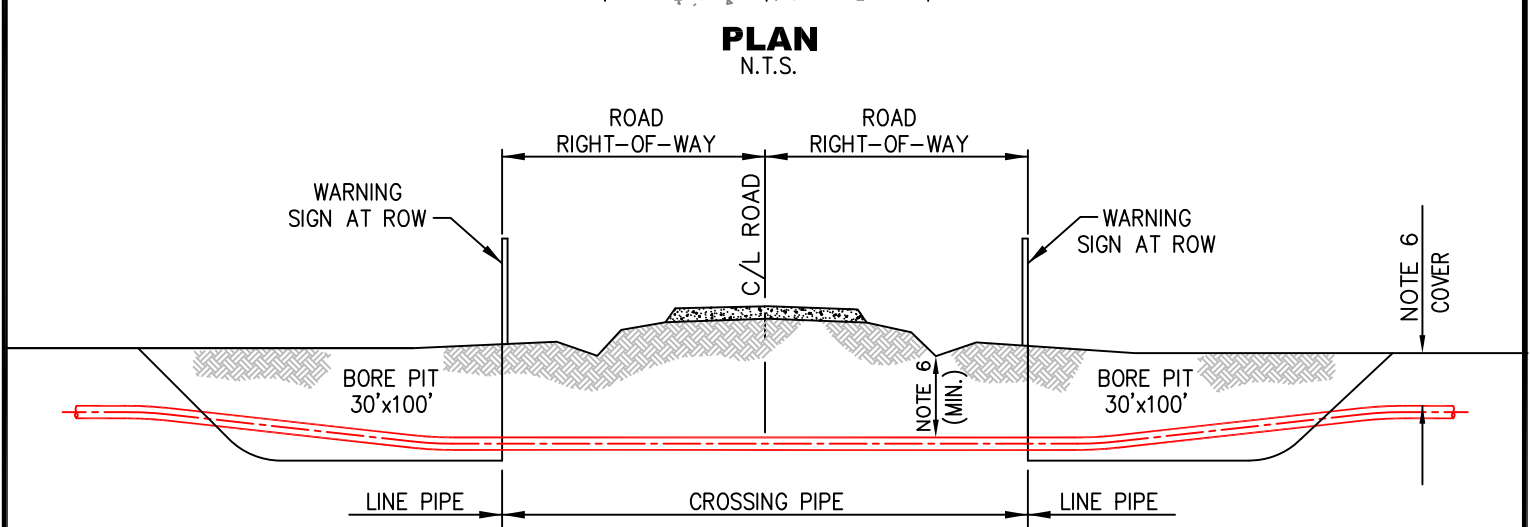 PLAN
N.T.S.
ROAD
RIGHT-OF-WAY
ROAD
RIGHT-OF-WAY
WARNING
SIGN AT ROW
C/L ROAD
WARNING
SIGN AT ROW
NOTE 6
COVER
BORE PIT
30'x100'
NOTE 6
(MIN.)
BORE PIT
30'x100'
LINE PIPE
CROSSING PIPE
LINE PIPE